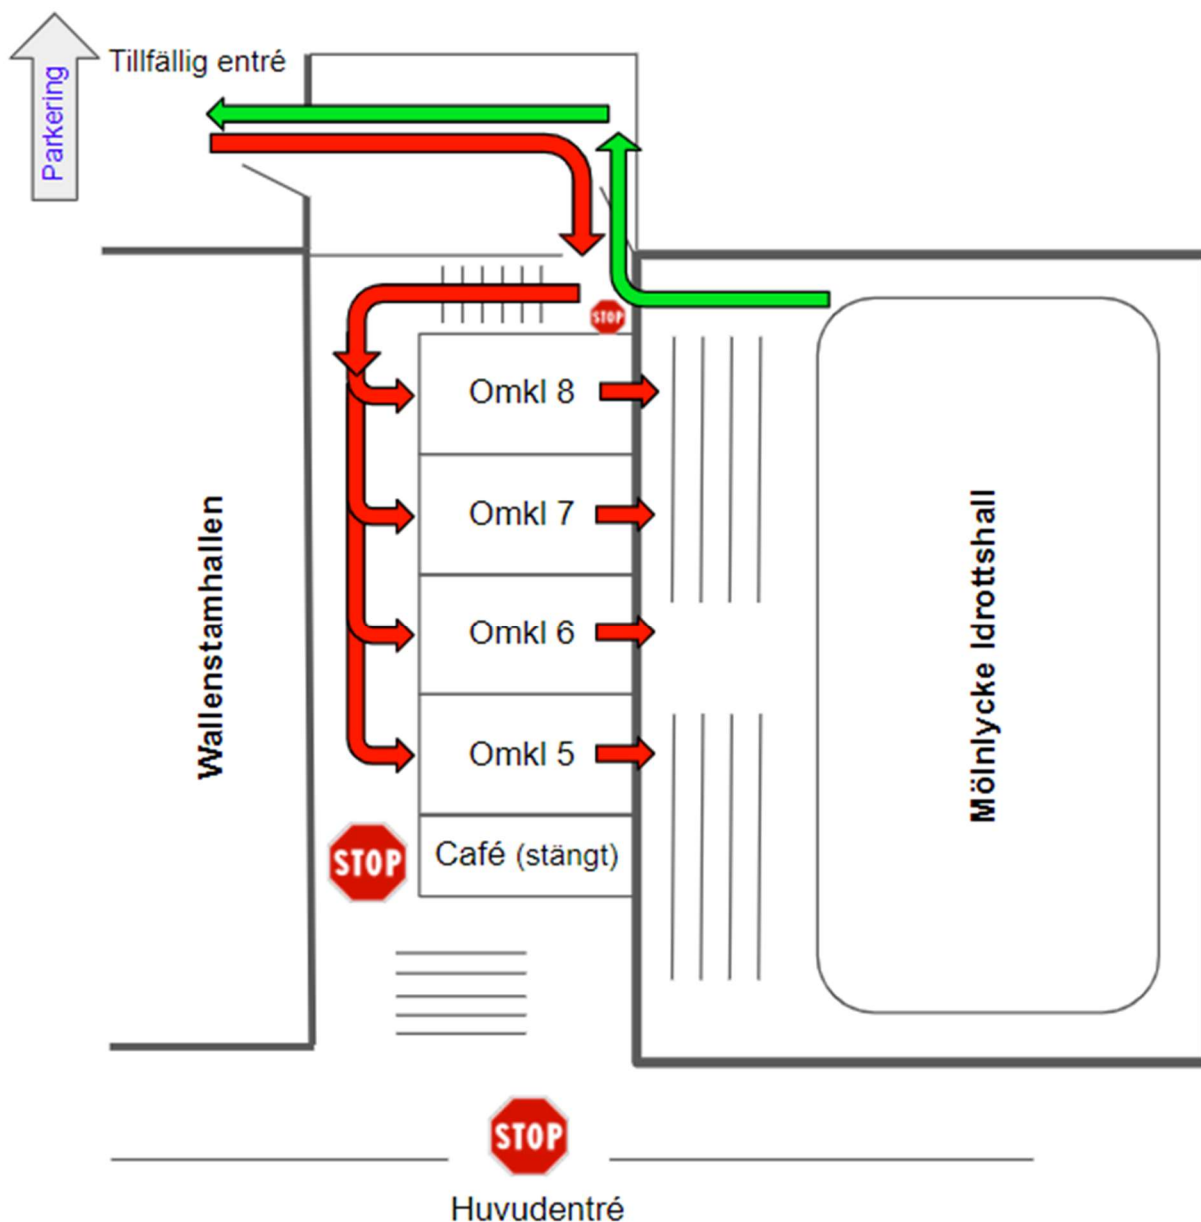 Tillfällig entré
Parkering
STOP
Omkl 8
Omkl 7
Omkl 6
Omkl 5
Wallenstamhallen
Mölnlycke Idrottshall
STOP
Café (stängt)
STOP
Huvudentré